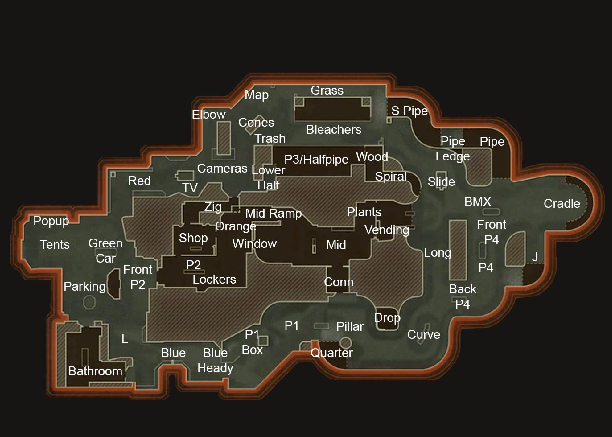 Grass
Map
S Pipe
Elbow
Cones
Bleachers
Trash
Pipe
Pipe
Ledge
P3/Halfpipe
Wood
Cameras
Lower
Half
Spiral
Red
TV
Slide
BMX
Cradle
Zig
Mid Ramp
Plants
Popup
Orange
Vending
Front
P4
Shop
Window
Mid
Tents
Green
Car
Long
J
P2
P4
Front
P2
Lockers
Conn
Parking
Back
P4
Drop
P1
Pillar
P1
Box
Curve
L
Blue
Blue
Heady
Quarter
Bathroom